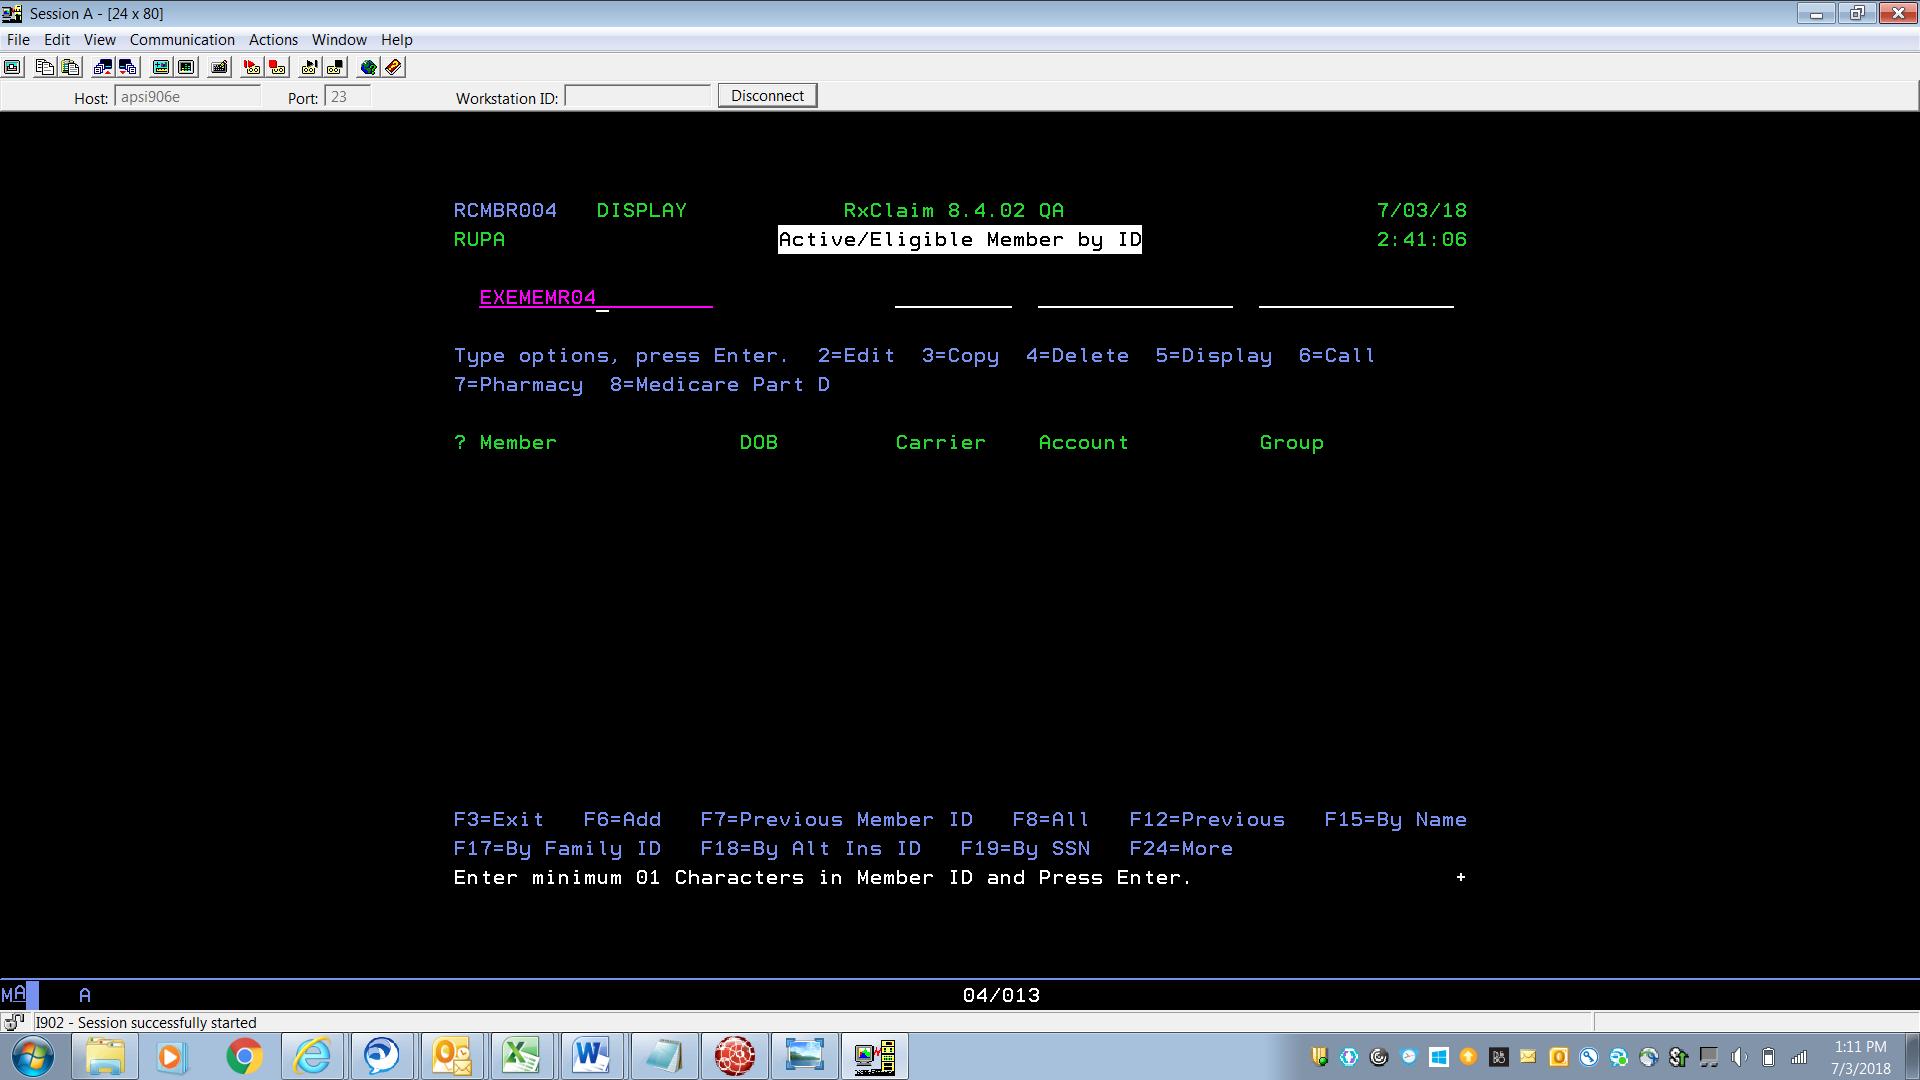 Session A - [24 x 80]
File Edit View Communication Actions Window Help
Host: apsi906e Port: 23 Workstation ID: Disconnect
RCMBR004 DISPLAY RxClaim 8.4.02 QA 7/03/18
RUPA Active/Eligible Member by ID 2:41:06
EXEMEMR04
Type options, press Enter. 2=Edit 3=Copy 4=Delete 5=Display 6=Call
7=Pharmacy 8=Medicare Part D
? Member DOB Carrier Account Group
F3=Exit F6=Add F7=Previous Member ID F8=All F12=Previous F15=By Name
F17=By Family ID F18=By Alt Ins ID F19=By SSN F24=More
Enter minimum 01 Characters in Member ID and Press Enter. +
MA A 04/013
I902 - Session successfully started
1:11 PM
7/3/2018